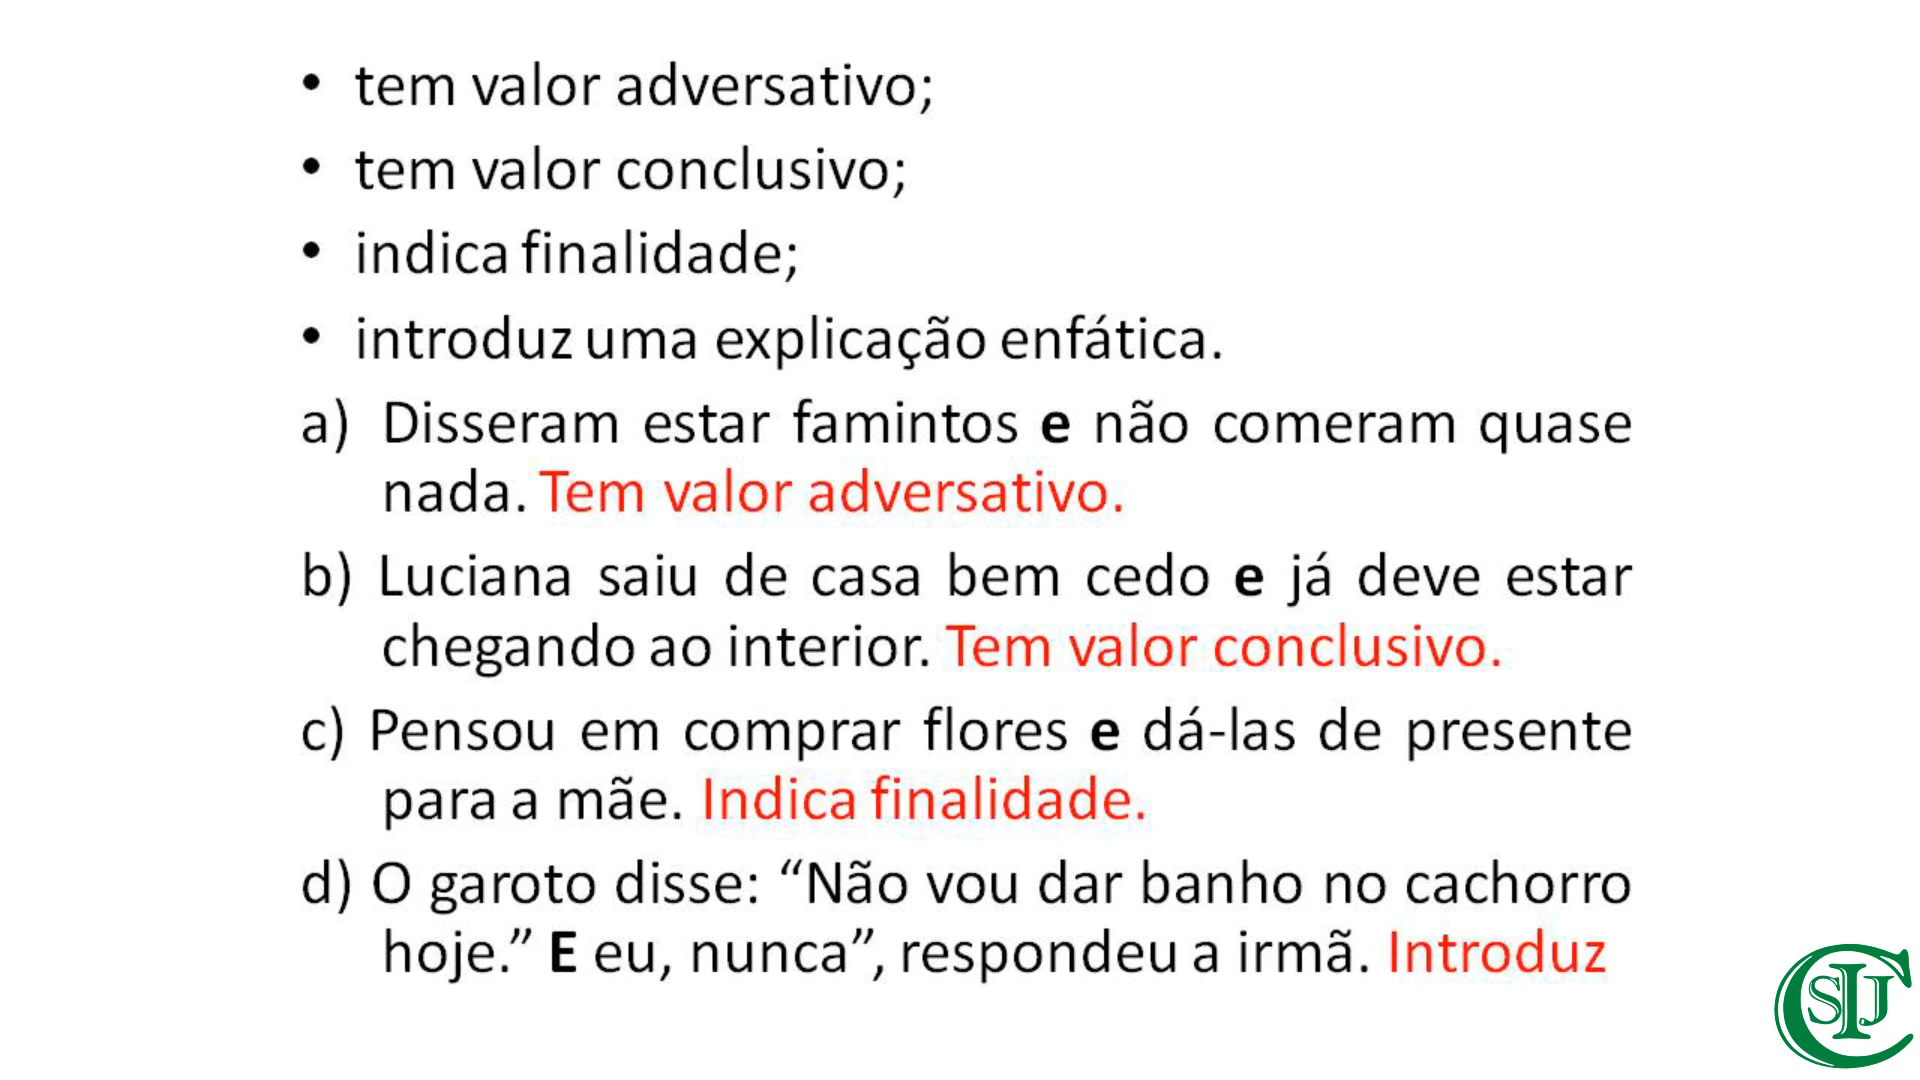 • tem valor adversativo;
• tem valor conclusivo;
• indica finalidade;
• introduz uma explicação enfática.
a) Disseram estar famintos e não comeram quase
nada. Tem valor adversativo.
b) Luciana saiu de casa bem cedo e já deve estar
chegando ao interior. Tem valor conclusivo.
c) Pensou em comprar flores e dá-las de presente
para a mãe. Indica finalidade.
d) O garoto disse: “Não vou dar banho no cachorro
hoje.” E eu, nunca”, respondeu a irmã. Introduz
CSIJ